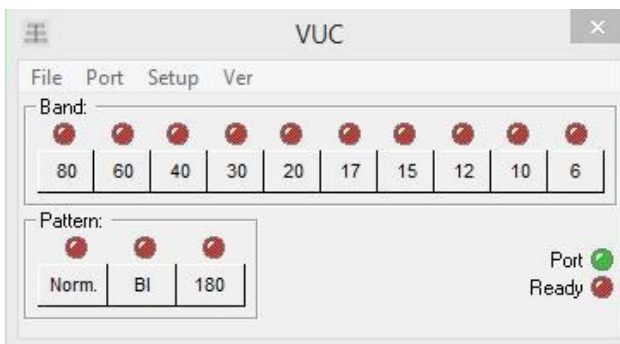 VUC
File Port Setup Ver
Band:
80 60 40 30 20 17 15 12 10 6
Pattern:
Norm. BI 180
Port
Ready